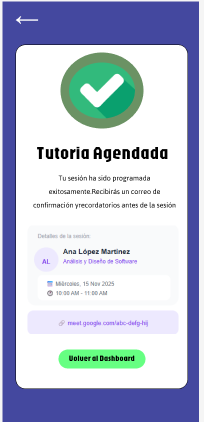 Tutoria Agendada
Tu sesión ha sido programada
exitosamente.Recibirás un correo de
confirmación yrecordatorios antes de la sesión
Detalles de la sesión
AL
Ana López Martínez
Análisis y Diseño de Software
Miércoles, 15 Nov 2025
10:00 AM - 11:00 AM
meet.google.com/abc-defg-hij
Volver al Dashboard